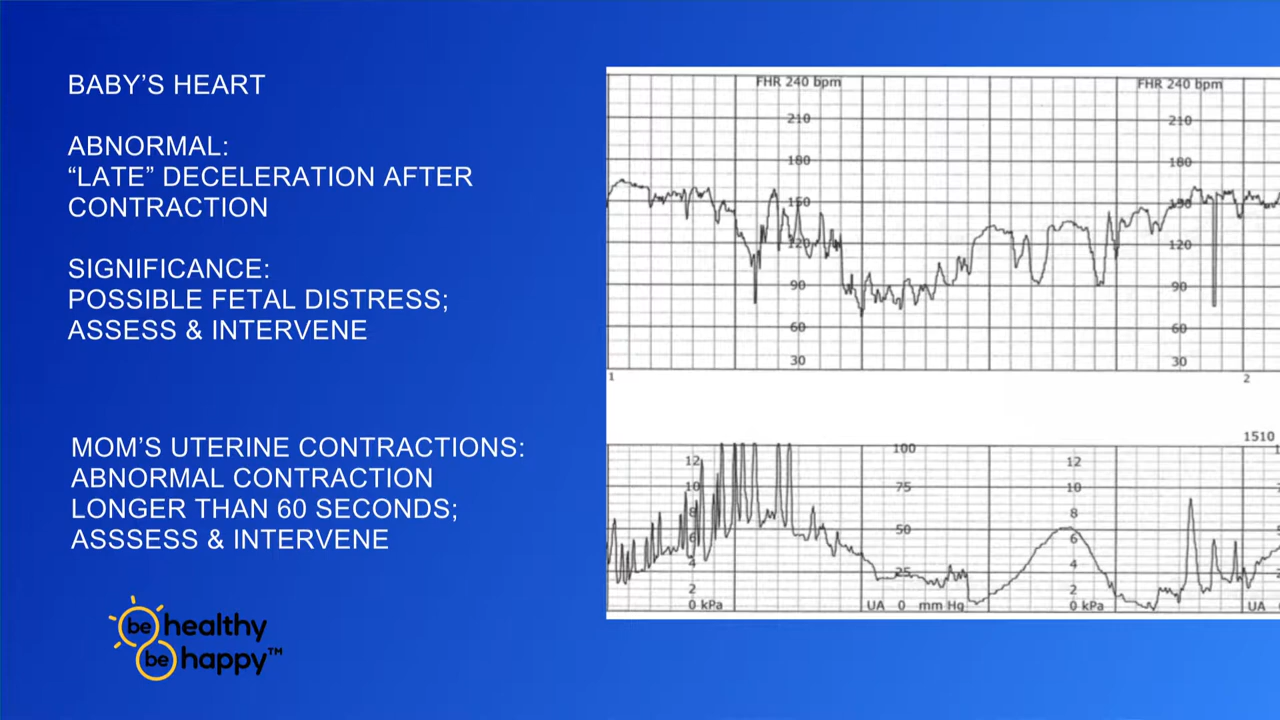 BABY'S HEART
ABNORMAL:
“LATE” DECELERATION AFTER
CONTRACTION
SIGNIFICANCE:
POSSIBLE FETAL DISTRESS;
ASSESS & INTERVENE
MOM'S UTERINE CONTRACTIONS:
ABNORMAL CONTRACTION
LONGER THAN 60 SECONDS;
ASSSESS & INTERVENE
be healthy
be happy™
FHR 240 bpm FHR 240 bpm
210 210
180 180
150 150
120 120
90 90
60 60
30 30
1 2
1510
12 100 12
10 75 10
8 8
6 50 6
4 25 4
2 2
0 kPa UA 0 mm Hg 0 kPa UA